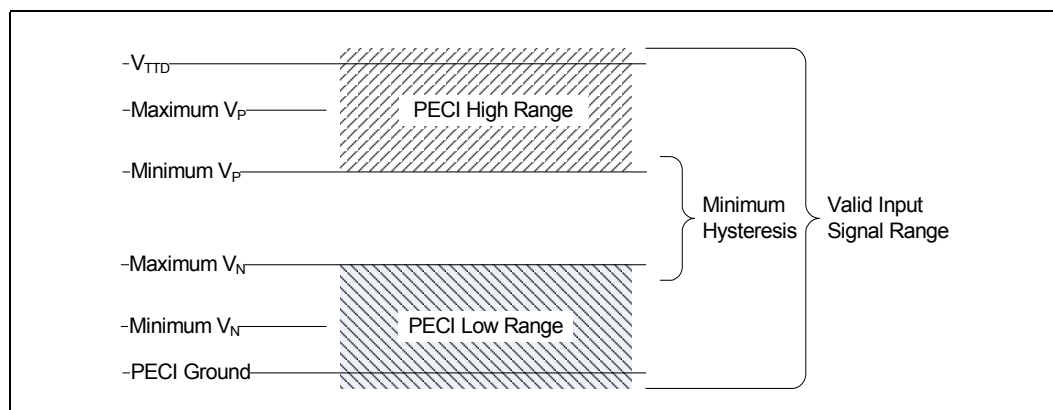 V_TTD
Maximum V_P
PECI High Range
Minimum V_P
Minimum
Hysteresis
Valid Input
Signal Range
Maximum V_N
Minimum V_N
PECI Low Range
PECI Ground